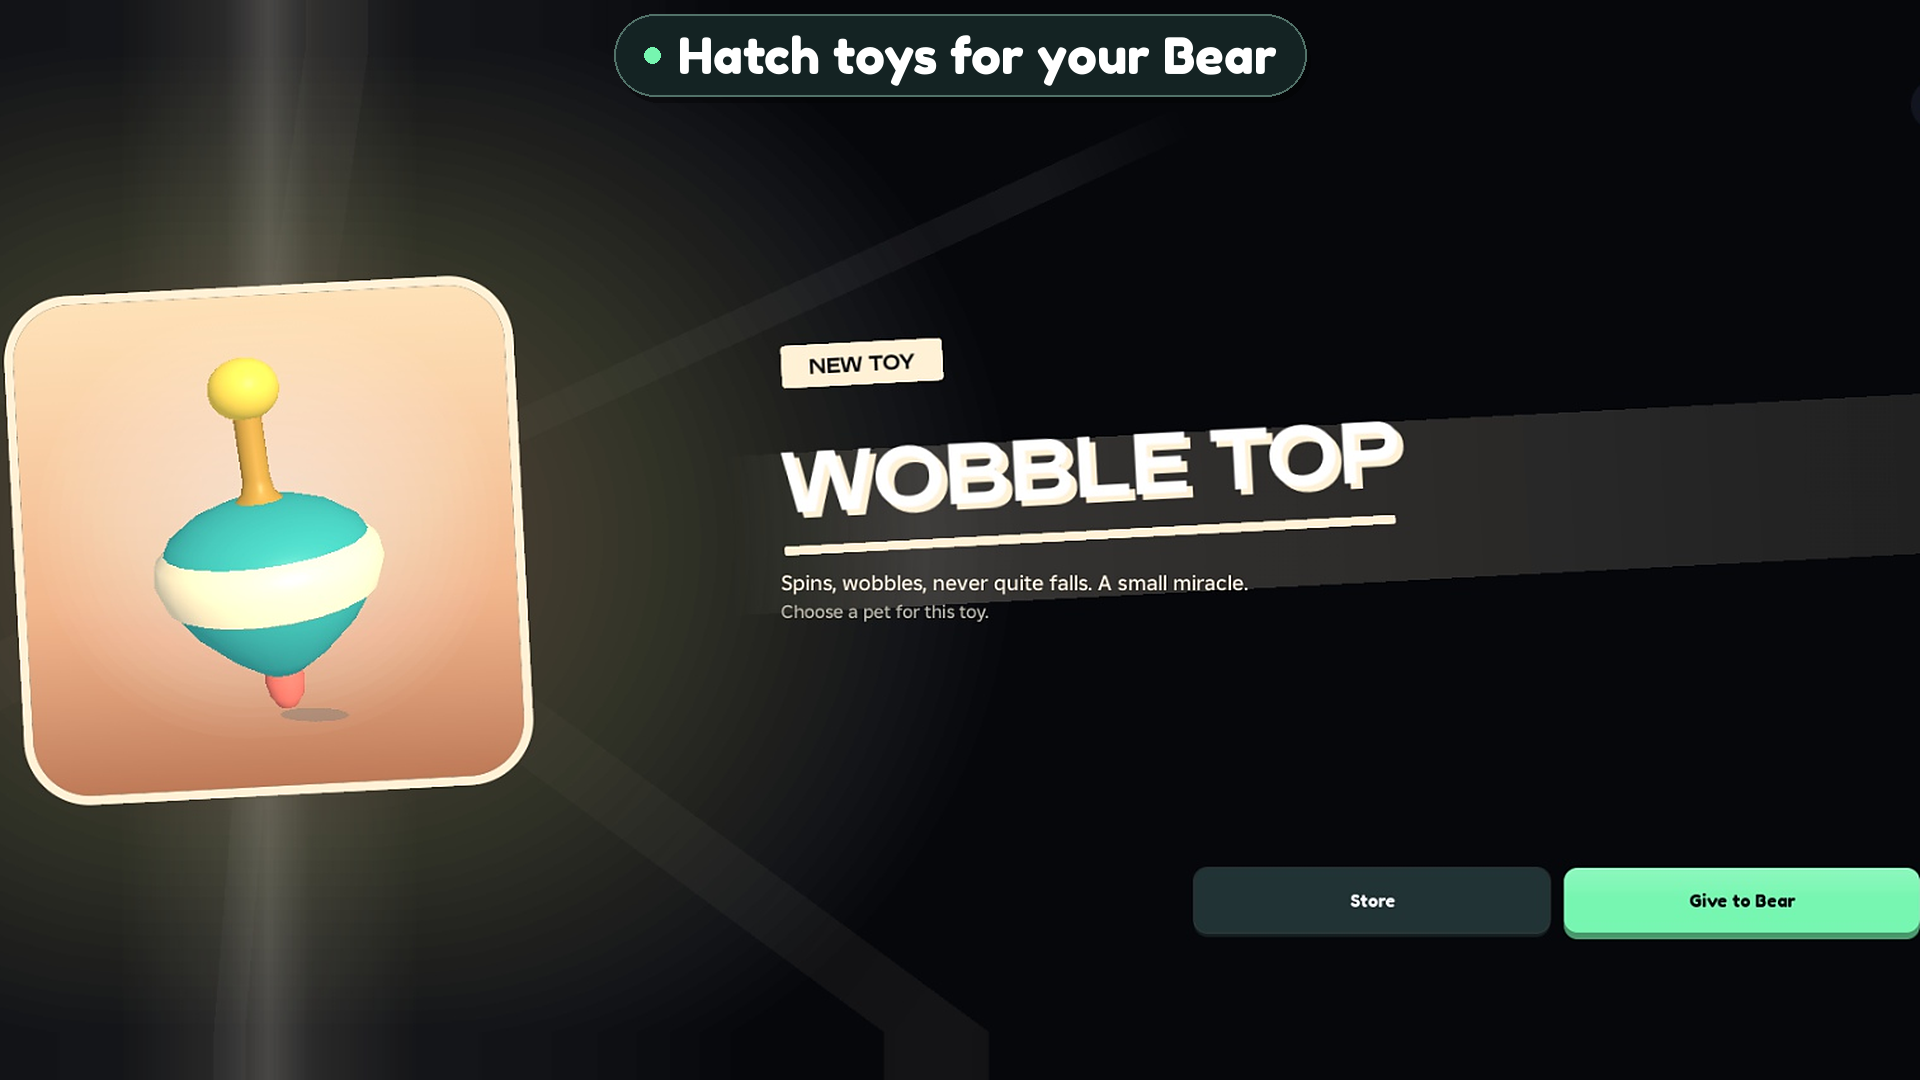 Hatch toys for your Bear
NEW TOY
WOBBLE TOP
Spins, wobbles, never quite falls. A small miracle.
Choose a pet for this toy.
Store
Give to Bear